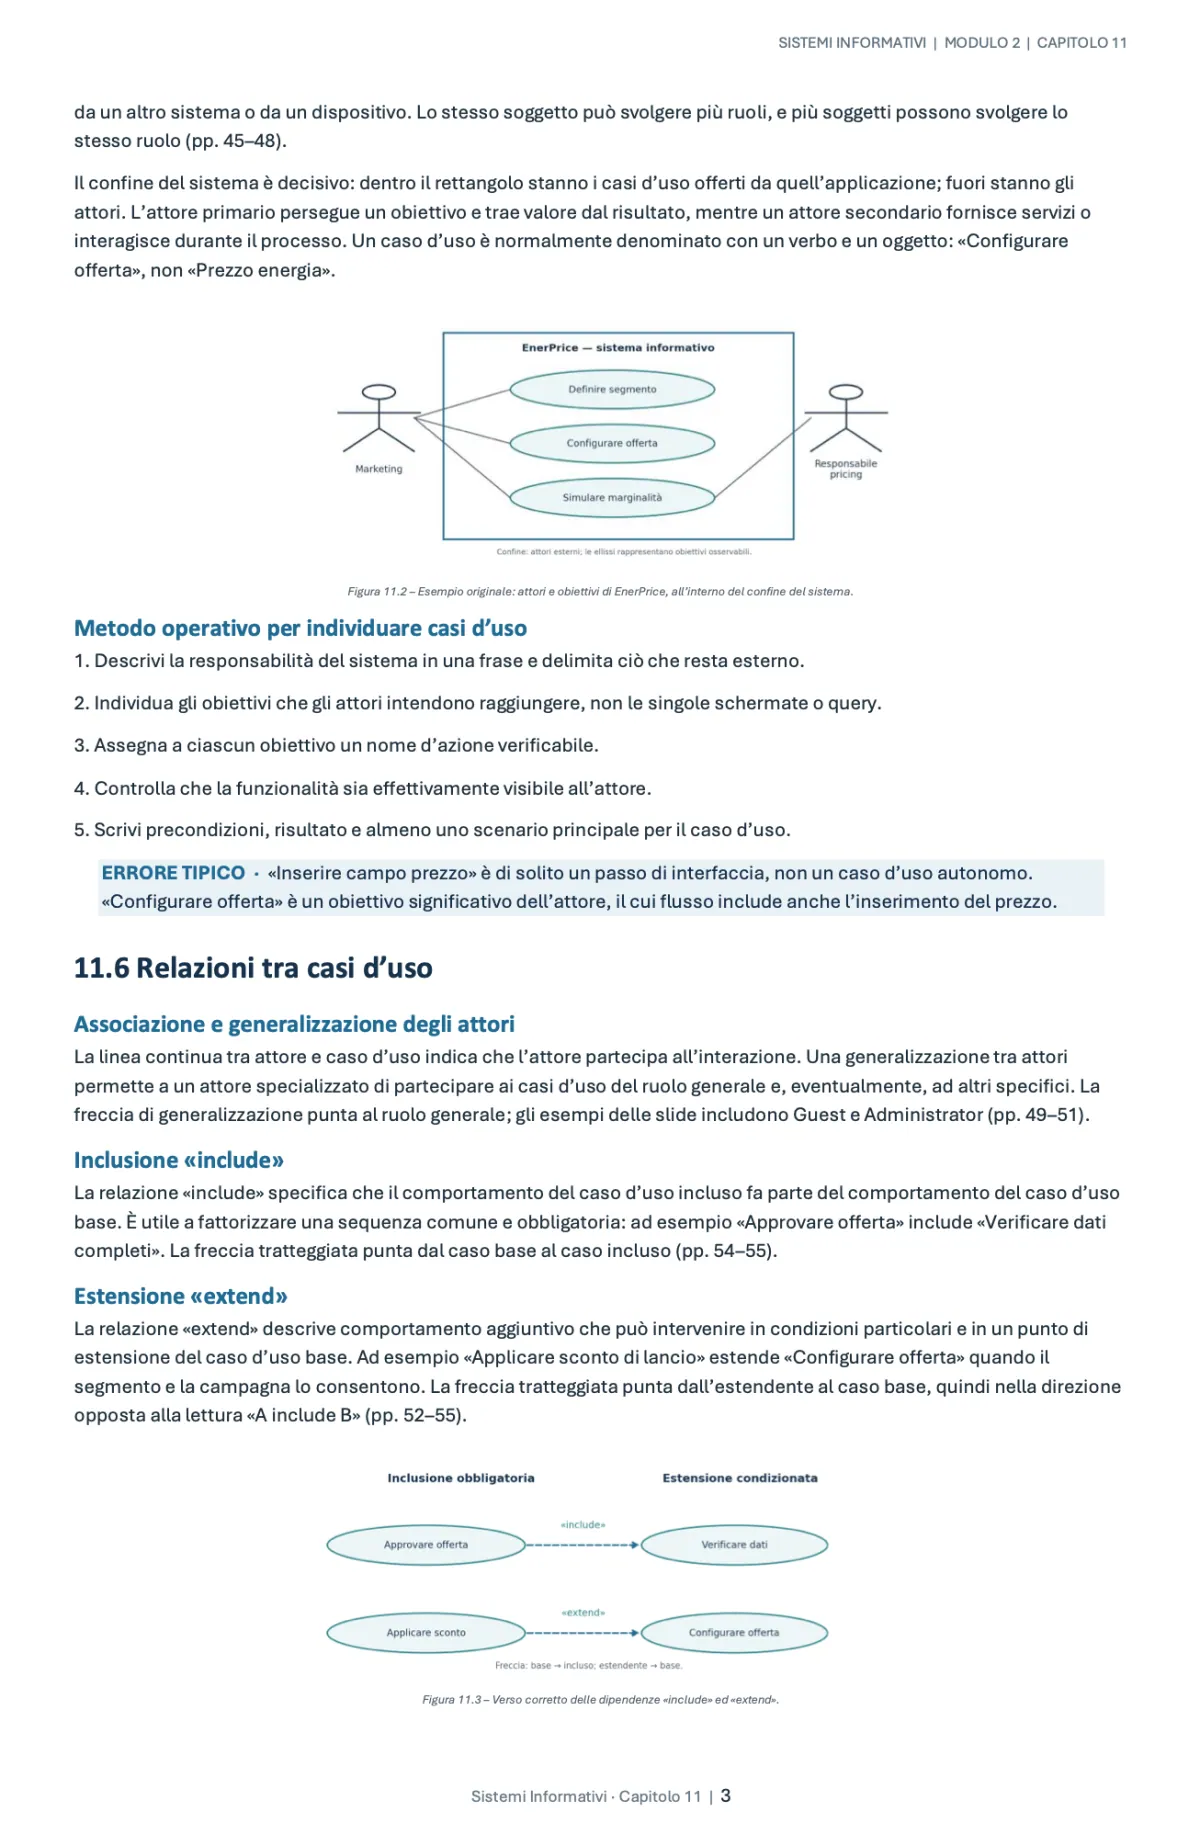 SISTEMI INFORMATIVI | MODULO 2 | CAPITOLO 11
da un altro sistema o da un dispositivo. Lo stesso soggetto può svolgere più ruoli, e più soggetti possono svolgere lo
stesso ruolo (pp. 45–48).
Il confine del sistema è decisivo: dentro il rettangolo stanno i casi d’uso offerti da quell’applicazione; fuori stanno gli
attori. L’attore primario persegue un obiettivo e trae valore dal risultato, mentre un attore secondario fornisce servizi o
interagisce durante il processo. Un caso d’uso è normalmente denominato con un verbo e un oggetto: «Configurare
offerta», non «Prezzo energia».
EnerPrice — sistema informativo
Definire segmento
Configurare offerta
Simulare marginalità
Marketing
Responsabile
pricing
Confine: attori esterni; le ellissi rappresentano obiettivi osservabili.
Figura 11.2 – Esempio originale: attori e obiettivi di EnerPrice, all’interno del confine del sistema.
Metodo operativo per individuare casi d’uso
1. Descrivi la responsabilità del sistema in una frase e delimita ciò che resta esterno.
2. Individua gli obiettivi che gli attori intendono raggiungere, non le singole schermate o query.
3. Assegna a ciascun obiettivo un nome d’azione verificabile.
4. Controlla che la funzionalità sia effettivamente visibile all’attore.
5. Scrivi precondizioni, risultato e almeno uno scenario principale per il caso d’uso.
ERRORE TIPICO · «Inserire campo prezzo» è di solito un passo di interfaccia, non un caso d’uso autonomo.
«Configurare offerta» è un obiettivo significativo dell’attore, il cui flusso include anche l’inserimento del prezzo.
11.6 Relazioni tra casi d’uso
Associazione e generalizzazione degli attori
La linea continua tra attore e caso d’uso indica che l’attore partecipa all’interazione. Una generalizzazione tra attori
permette a un attore specializzato di partecipare ai casi d’uso del ruolo generale e, eventualmente, ad altri specifici. La
freccia di generalizzazione punta al ruolo generale; gli esempi delle slide includono Guest e Administrator (pp. 49–51).
Inclusione «include»
La relazione «include» specifica che il comportamento del caso d’uso incluso fa parte del comportamento del caso d’uso
base. È utile a fattorizzare una sequenza comune e obbligatoria: ad esempio «Approvare offerta» include «Verificare dati
completi». La freccia tratteggiata punta dal caso base al caso incluso (pp. 54–55).
Estensione «extend»
La relazione «extend» descrive comportamento aggiuntivo che può intervenire in condizioni particolari e in un punto di
estensione del caso d’uso base. Ad esempio «Applicare sconto di lancio» estende «Configurare offerta» quando il
segmento e la campagna lo consentono. La freccia tratteggiata punta dall’estendente al caso base, quindi nella direzione
opposta alla lettura «A include B» (pp. 52–55).
Inclusione obbligatoria
Estensione condizionata
Approvare offerta
«include»
Verificare dati
Applicare sconto
«extend»
Configurare offerta
Freccia: base → incluso; estendente → base.
Figura 11.3 – Verso corretto delle dipendenze «include» ed «extend».
Sistemi Informativi · Capitolo 11 | 3